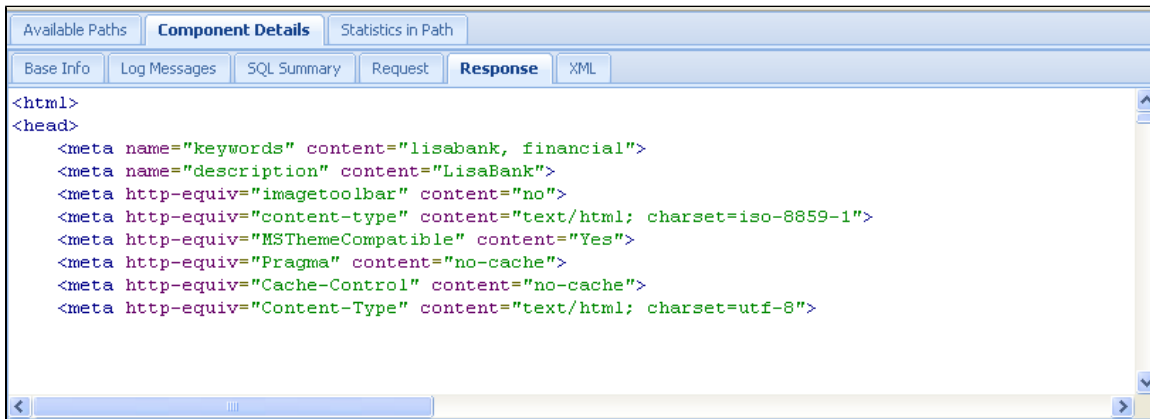 Available Paths Component Details Statistics in Path
Base Info Log Messages SQL Summary Request Response XML
<html>
<head>
<meta name="keywords" content="lisabank, financial">
<meta name="description" content="LisaBank">
<meta http-equiv="imagetoolbar" content="no">
<meta http-equiv="content-type" content="text/html; charset=iso-8859-1">
<meta http-equiv="MSThemeCompatible" content="Yes">
<meta http-equiv="Pragma" content="no-cache">
<meta http-equiv="Cache-Control" content="no-cache">
<meta http-equiv="Content-Type" content="text/html; charset=utf-8">